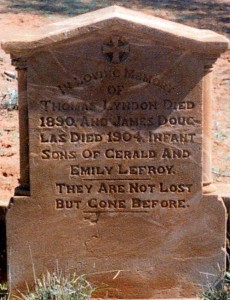 In Loving Memory
OF
Thomas Lyndon Died
1890. And James Doug-
las Died 1904. Infant
Sons Of Gerald And
Emily Lefroy.
They Are Not Lost
But Gone Before.